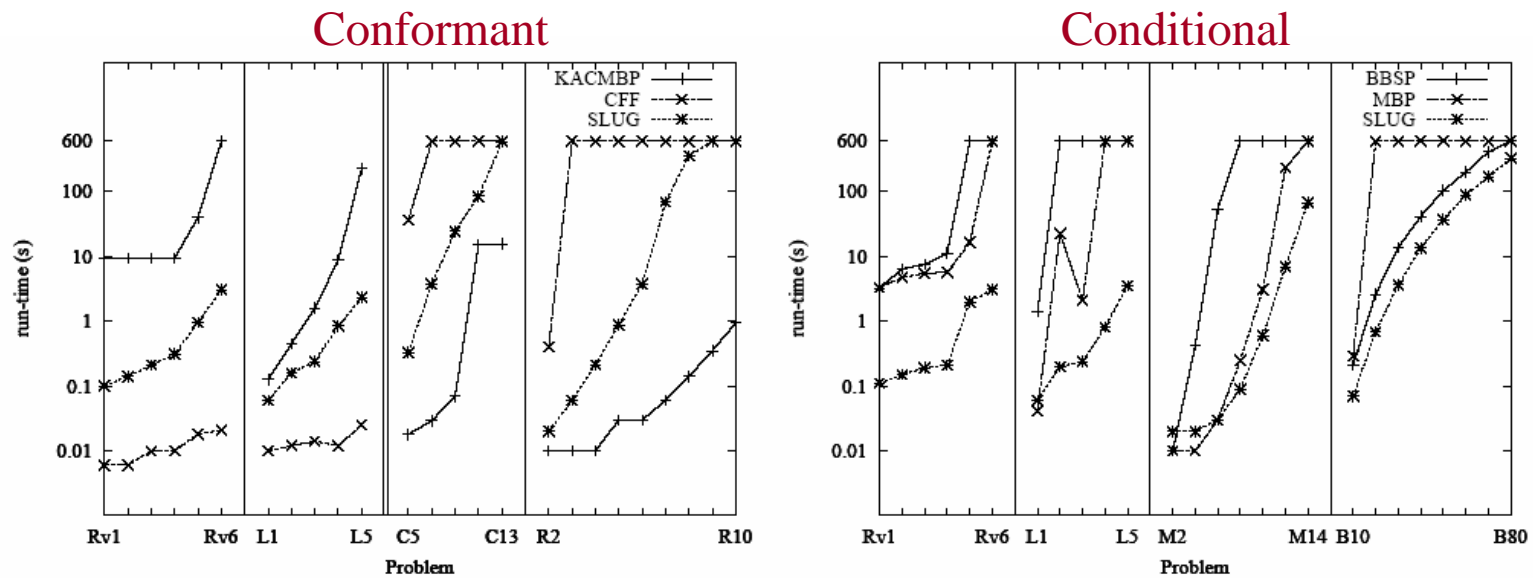 Conformant
KACMBP
CFF
SLUG
600
100
10
1
0.1
0.01
run-time (s)
Rv1 Rv6 L1 L5 C5 C13 R2 R10
Problem
Conditional
BBSP
MBP
SLUG
600
100
10
1
0.1
0.01
run-time (s)
Rv1 Rv6 L1 L5 M2 M14 B10 B80
Problem